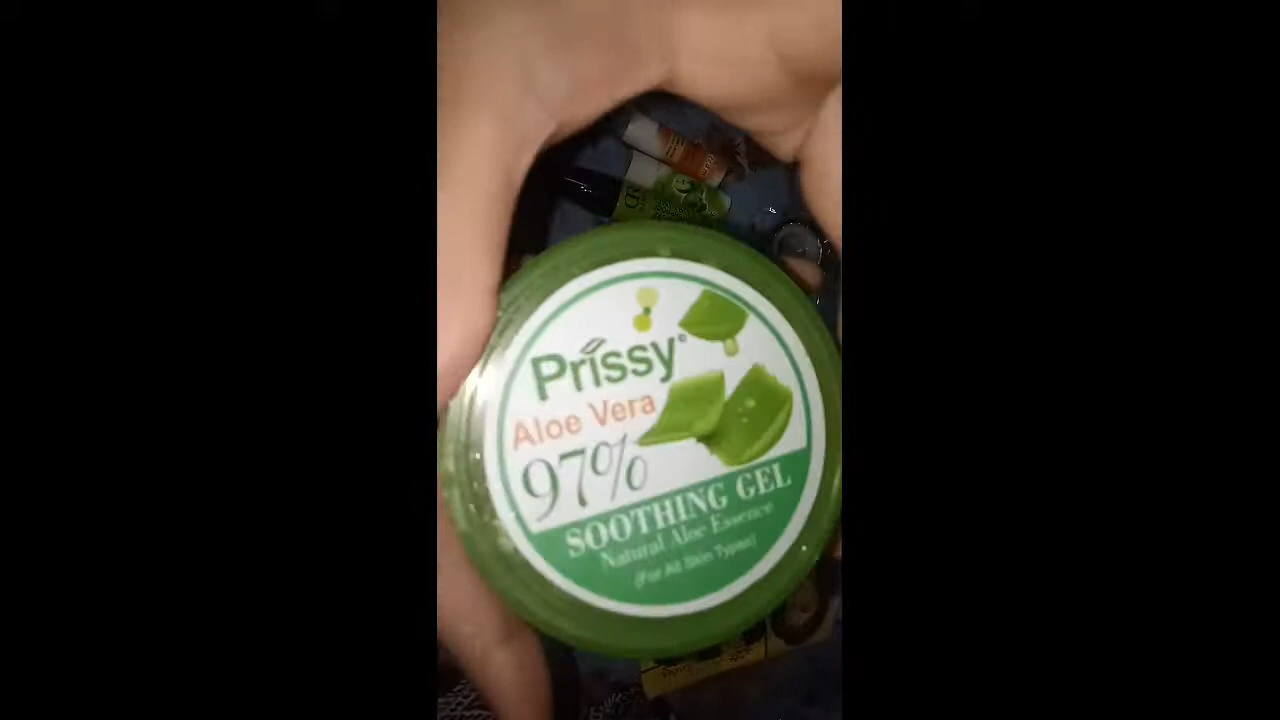 Prissy®
Aloe Vera
97%
SOOTHING GEL
Natural Aloe Essence
(For All Skin Types)